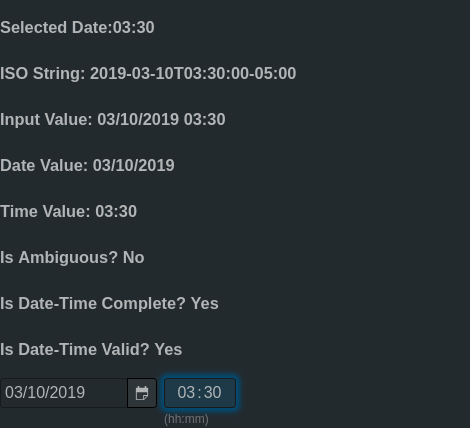 Selected Date:03:30
ISO String: 2019-03-10T03:30:00-05:00
Input Value: 03/10/2019 03:30
Date Value: 03/10/2019
Time Value: 03:30
Is Ambiguous? No
Is Date-Time Complete? Yes
Is Date-Time Valid? Yes
03/10/2019 03:30
(hh:mm)